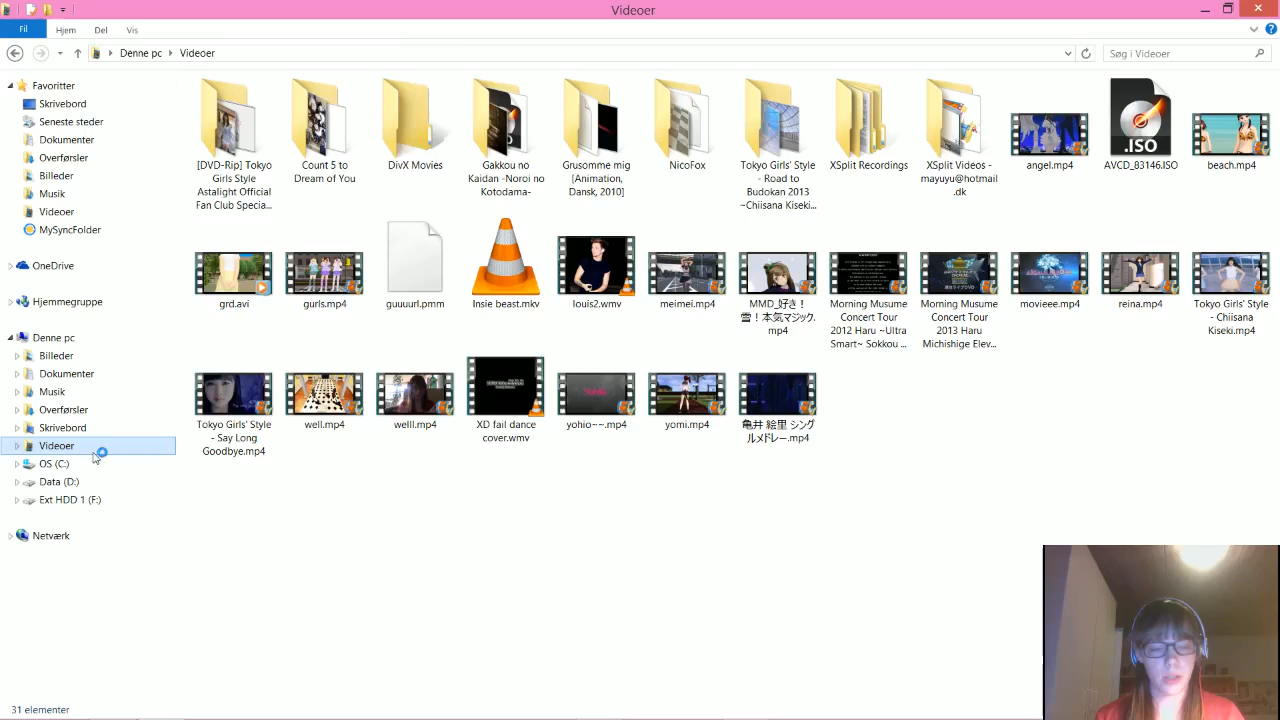 Videoer
Fil Hjem Del Vis
Denne pc Videoer
Søg i Videoer
Favoritter
Skrivebord
Seneste steder
Dokumenter
Overførsler
Billeder
Musik
Videoer
MySyncFolder
OneDrive
Hjemmegruppe
Denne pc
Billeder
Dokumenter
Musik
Overførsler
Skrivebord
Videoer
OS (C:)
Data (D:)
Ext HDD 1 (F:)
Netværk
[DVD-Rip] Tokyo
Girls Style
Astalight Official
Fan Club Specia...
Count 5 to
Dream of You
DivX Movies
Gakkou no
Kaidan -Noroi no
Kotodama-
Grusomme mig
[Animation,
Dansk, 2010]
NicoFox
Tokyo Girls' Style
- Road to
Budokan 2013
~Chiisana Kiseki...
XSplit Recordings
XSplit Videos -
mayuyu@hotmail
.dk
angel.mp4
.ISO
AVCD_83146.ISO
beach.mp4
grd.avi
gurls.mp4
guuuurl.pmm
Insie beast.mkv
louis2.wmv
meimei.mp4
MMD_好き！
雪！本気マジック.
mp4
Morning Musume
Concert Tour
2012 Haru ~Ultra
Smart~ Sokkou ...
Morning Musume
Concert Tour
2013 Haru
Michishige Elev...
movieee.mp4
reina.mp4
Tokyo Girls' Style
- Chiisana
Kiseki.mp4
Tokyo Girls' Style
- Say Long
Goodbye.mp4
well.mp4
welll.mp4
XD fail dance
cover.wmv
yohio~~.mp4
yomi.mp4
亀井 絵里 シング
ルメドレー.mp4
31 elementer